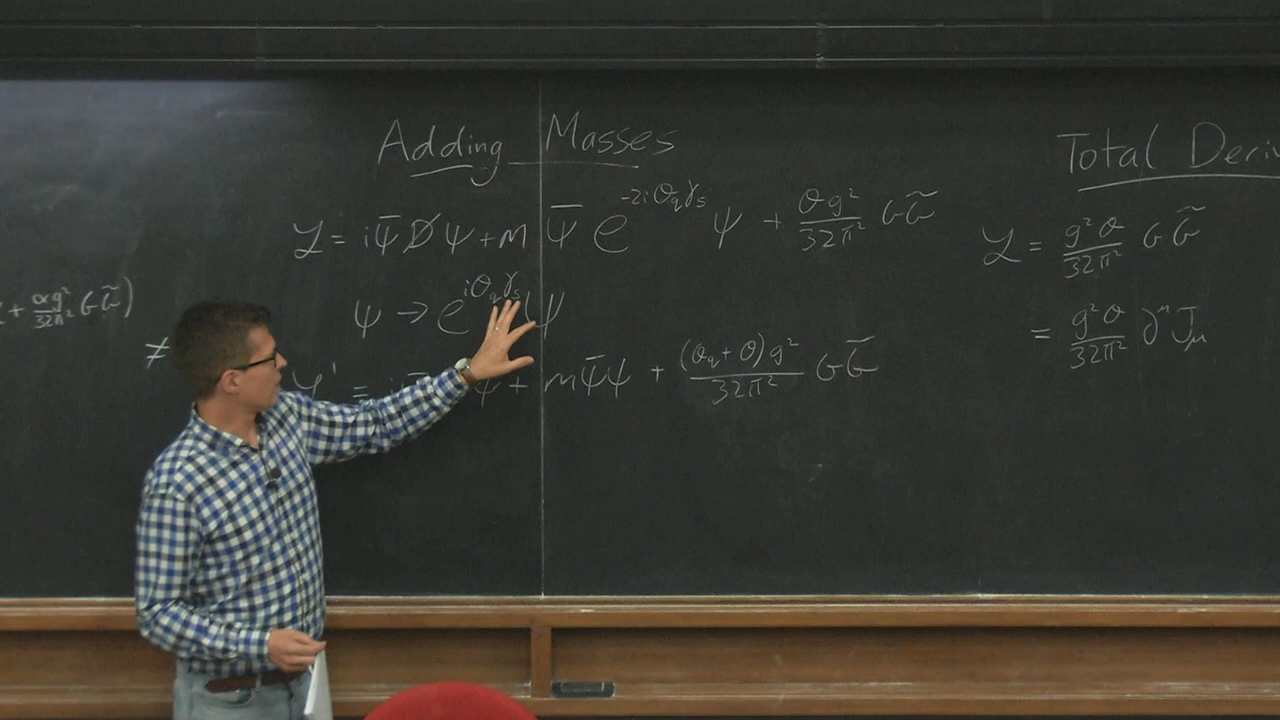 + αg²/32π² GG̃)
≠
Adding Masses
ℒ = iΨ̄D̸Ψ + m Ψ̄ e^{-2iθ_qγ_5} Ψ + θg²/32π² GG̃
Ψ → e^{iθ_qγ_5} Ψ
ℒ' = Ψ + mΨ̄Ψ + (θ_q+θ)g²/32π² GG̃
Total Deri
ℒ = g²θ/32π² GG̃
= g²θ/32π² ∂^μ J_μ